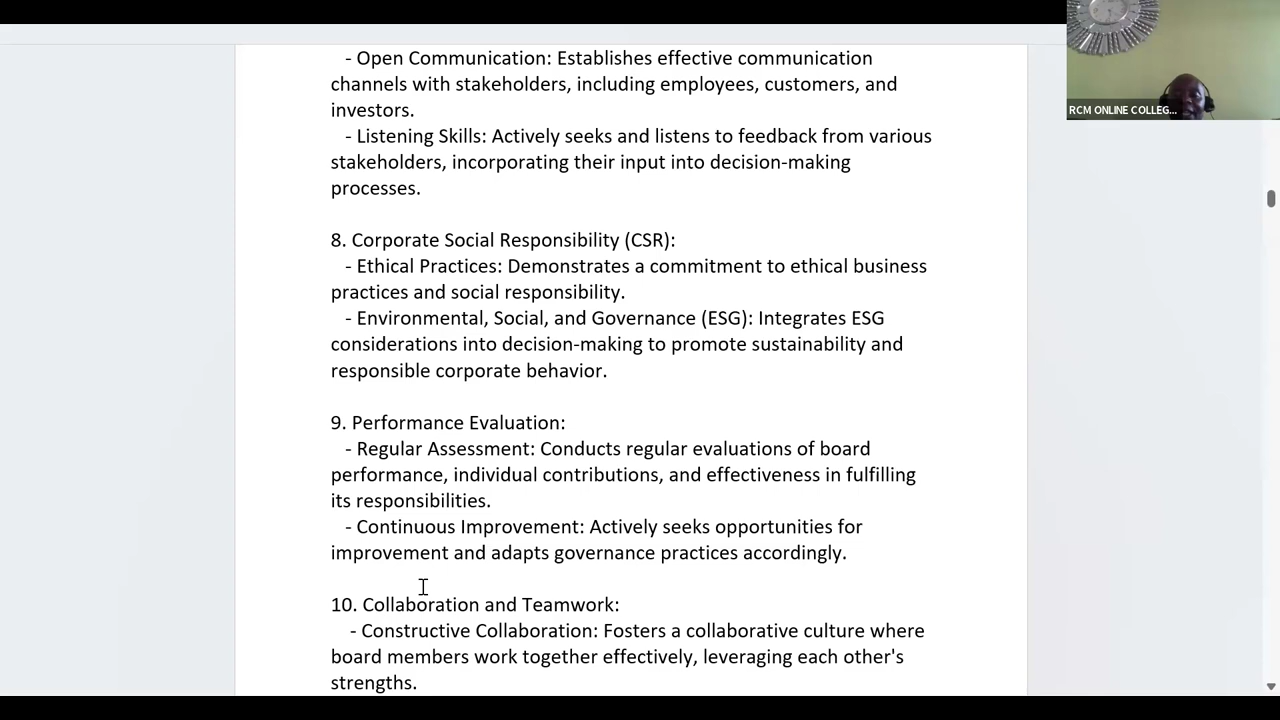 - Open Communication: Establishes effective communication
channels with stakeholders, including employees, customers, and
investors.
- Listening Skills: Actively seeks and listens to feedback from various
stakeholders, incorporating their input into decision-making
processes.
8. Corporate Social Responsibility (CSR):
- Ethical Practices: Demonstrates a commitment to ethical business
practices and social responsibility.
- Environmental, Social, and Governance (ESG): Integrates ESG
considerations into decision-making to promote sustainability and
responsible corporate behavior.
9. Performance Evaluation:
- Regular Assessment: Conducts regular evaluations of board
performance, individual contributions, and effectiveness in fulfilling
its responsibilities.
- Continuous Improvement: Actively seeks opportunities for
improvement and adapts governance practices accordingly.
10. Collaboration and Teamwork:
- Constructive Collaboration: Fosters a collaborative culture where
board members work together effectively, leveraging each other's
strengths.
RCM ONLINE COLLEG...